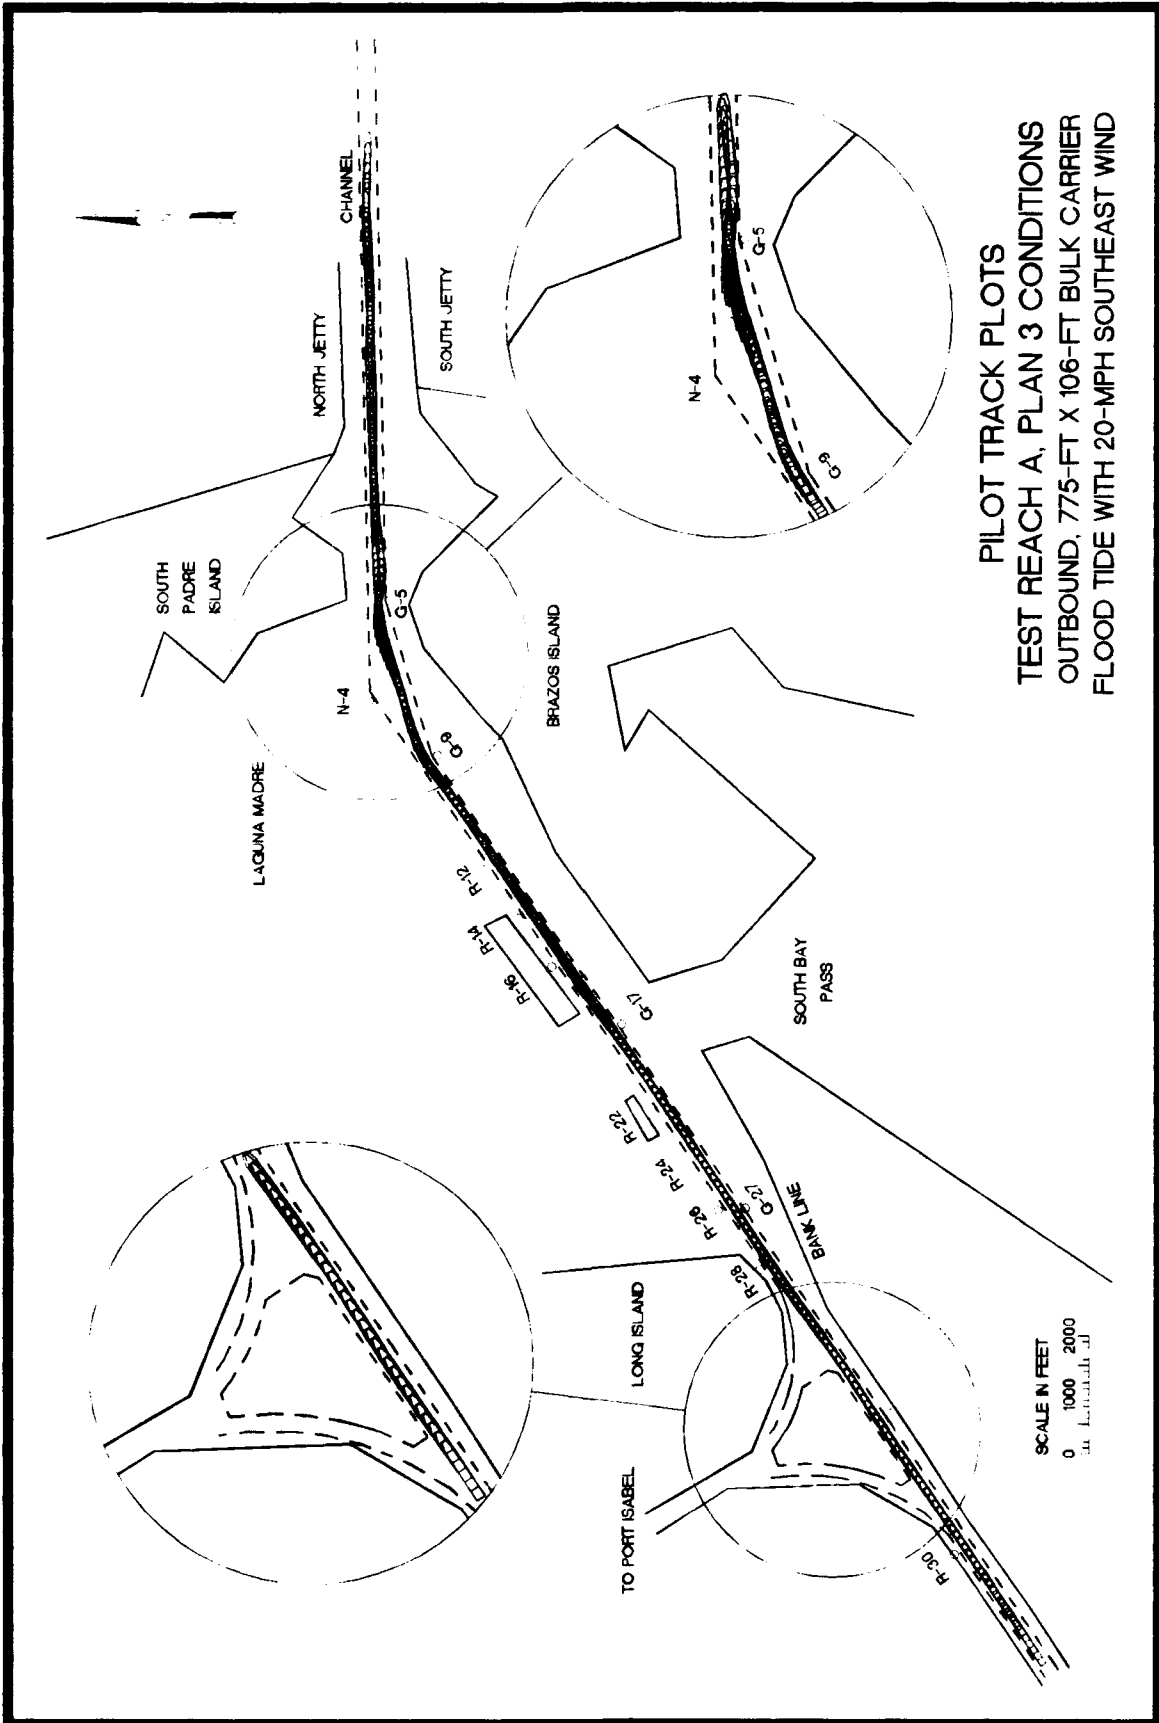 CHANNEL
NORTH JETTY
SOUTH JETTY
SOUTH
PADRE
ISLAND
G-5
N-4
LAGUNA MADRE
G-9
BRAZOS ISLAND
R-12
R-14
R-16
G-17
SOUTH BAY
PASS
R-22
R-24
R-26
G-27
R-28
BANK LINE
LONG ISLAND
TO PORT ISABEL
R-30
N-4
G-5
G-9
SCALE IN FEET
0 1000 2000
PILOT TRACK PLOTS
TEST REACH A, PLAN 3 CONDITIONS
OUTBOUND, 775-FT X 106-FT BULK CARRIER
FLOOD TIDE WITH 20-MPH SOUTHEAST WIND